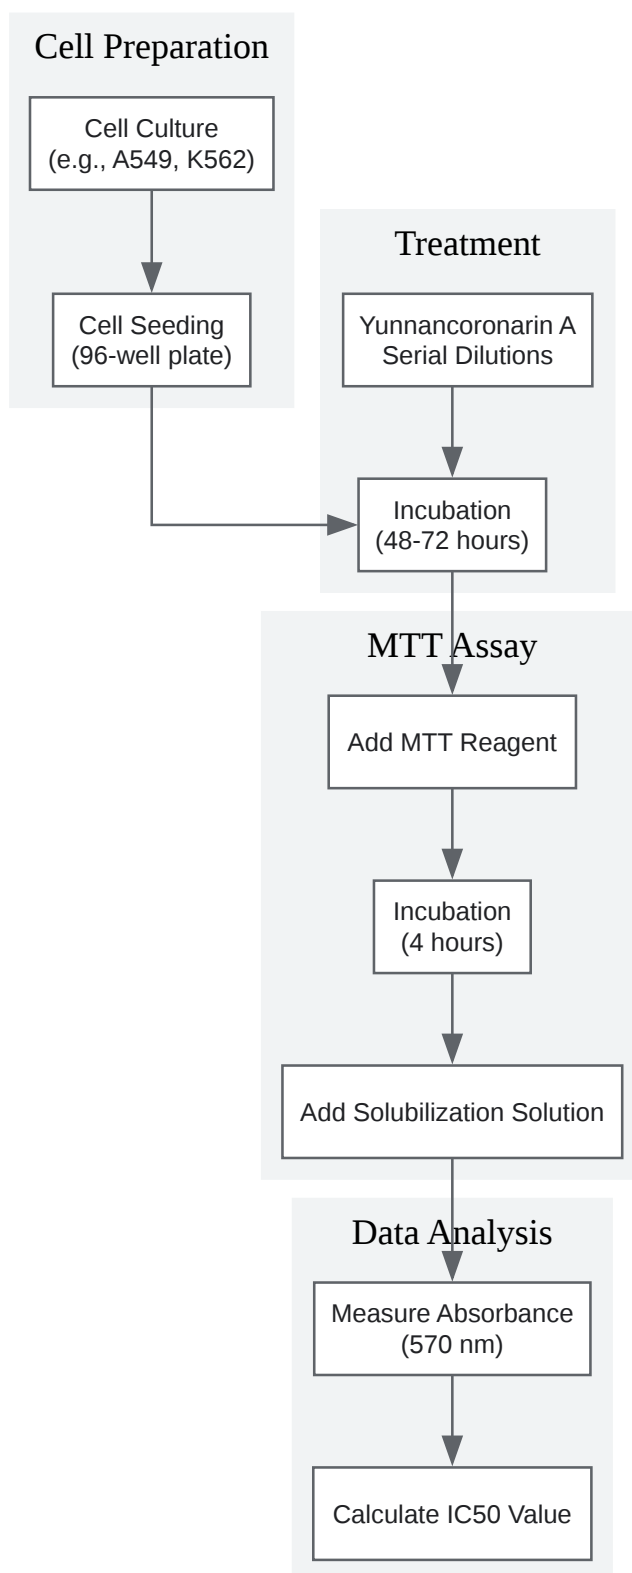 Cell Preparation
Cell Culture
(e.g., A549, K562)
Cell Seeding
(96-well plate)
Treatment
Yunnancoronarin A
Serial Dilutions
Incubation
(48-72 hours)
MTT Assay
Add MTT Reagent
Incubation
(4 hours)
Add Solubilization Solution
Data Analysis
Measure Absorbance
(570 nm)
Calculate IC50 Value